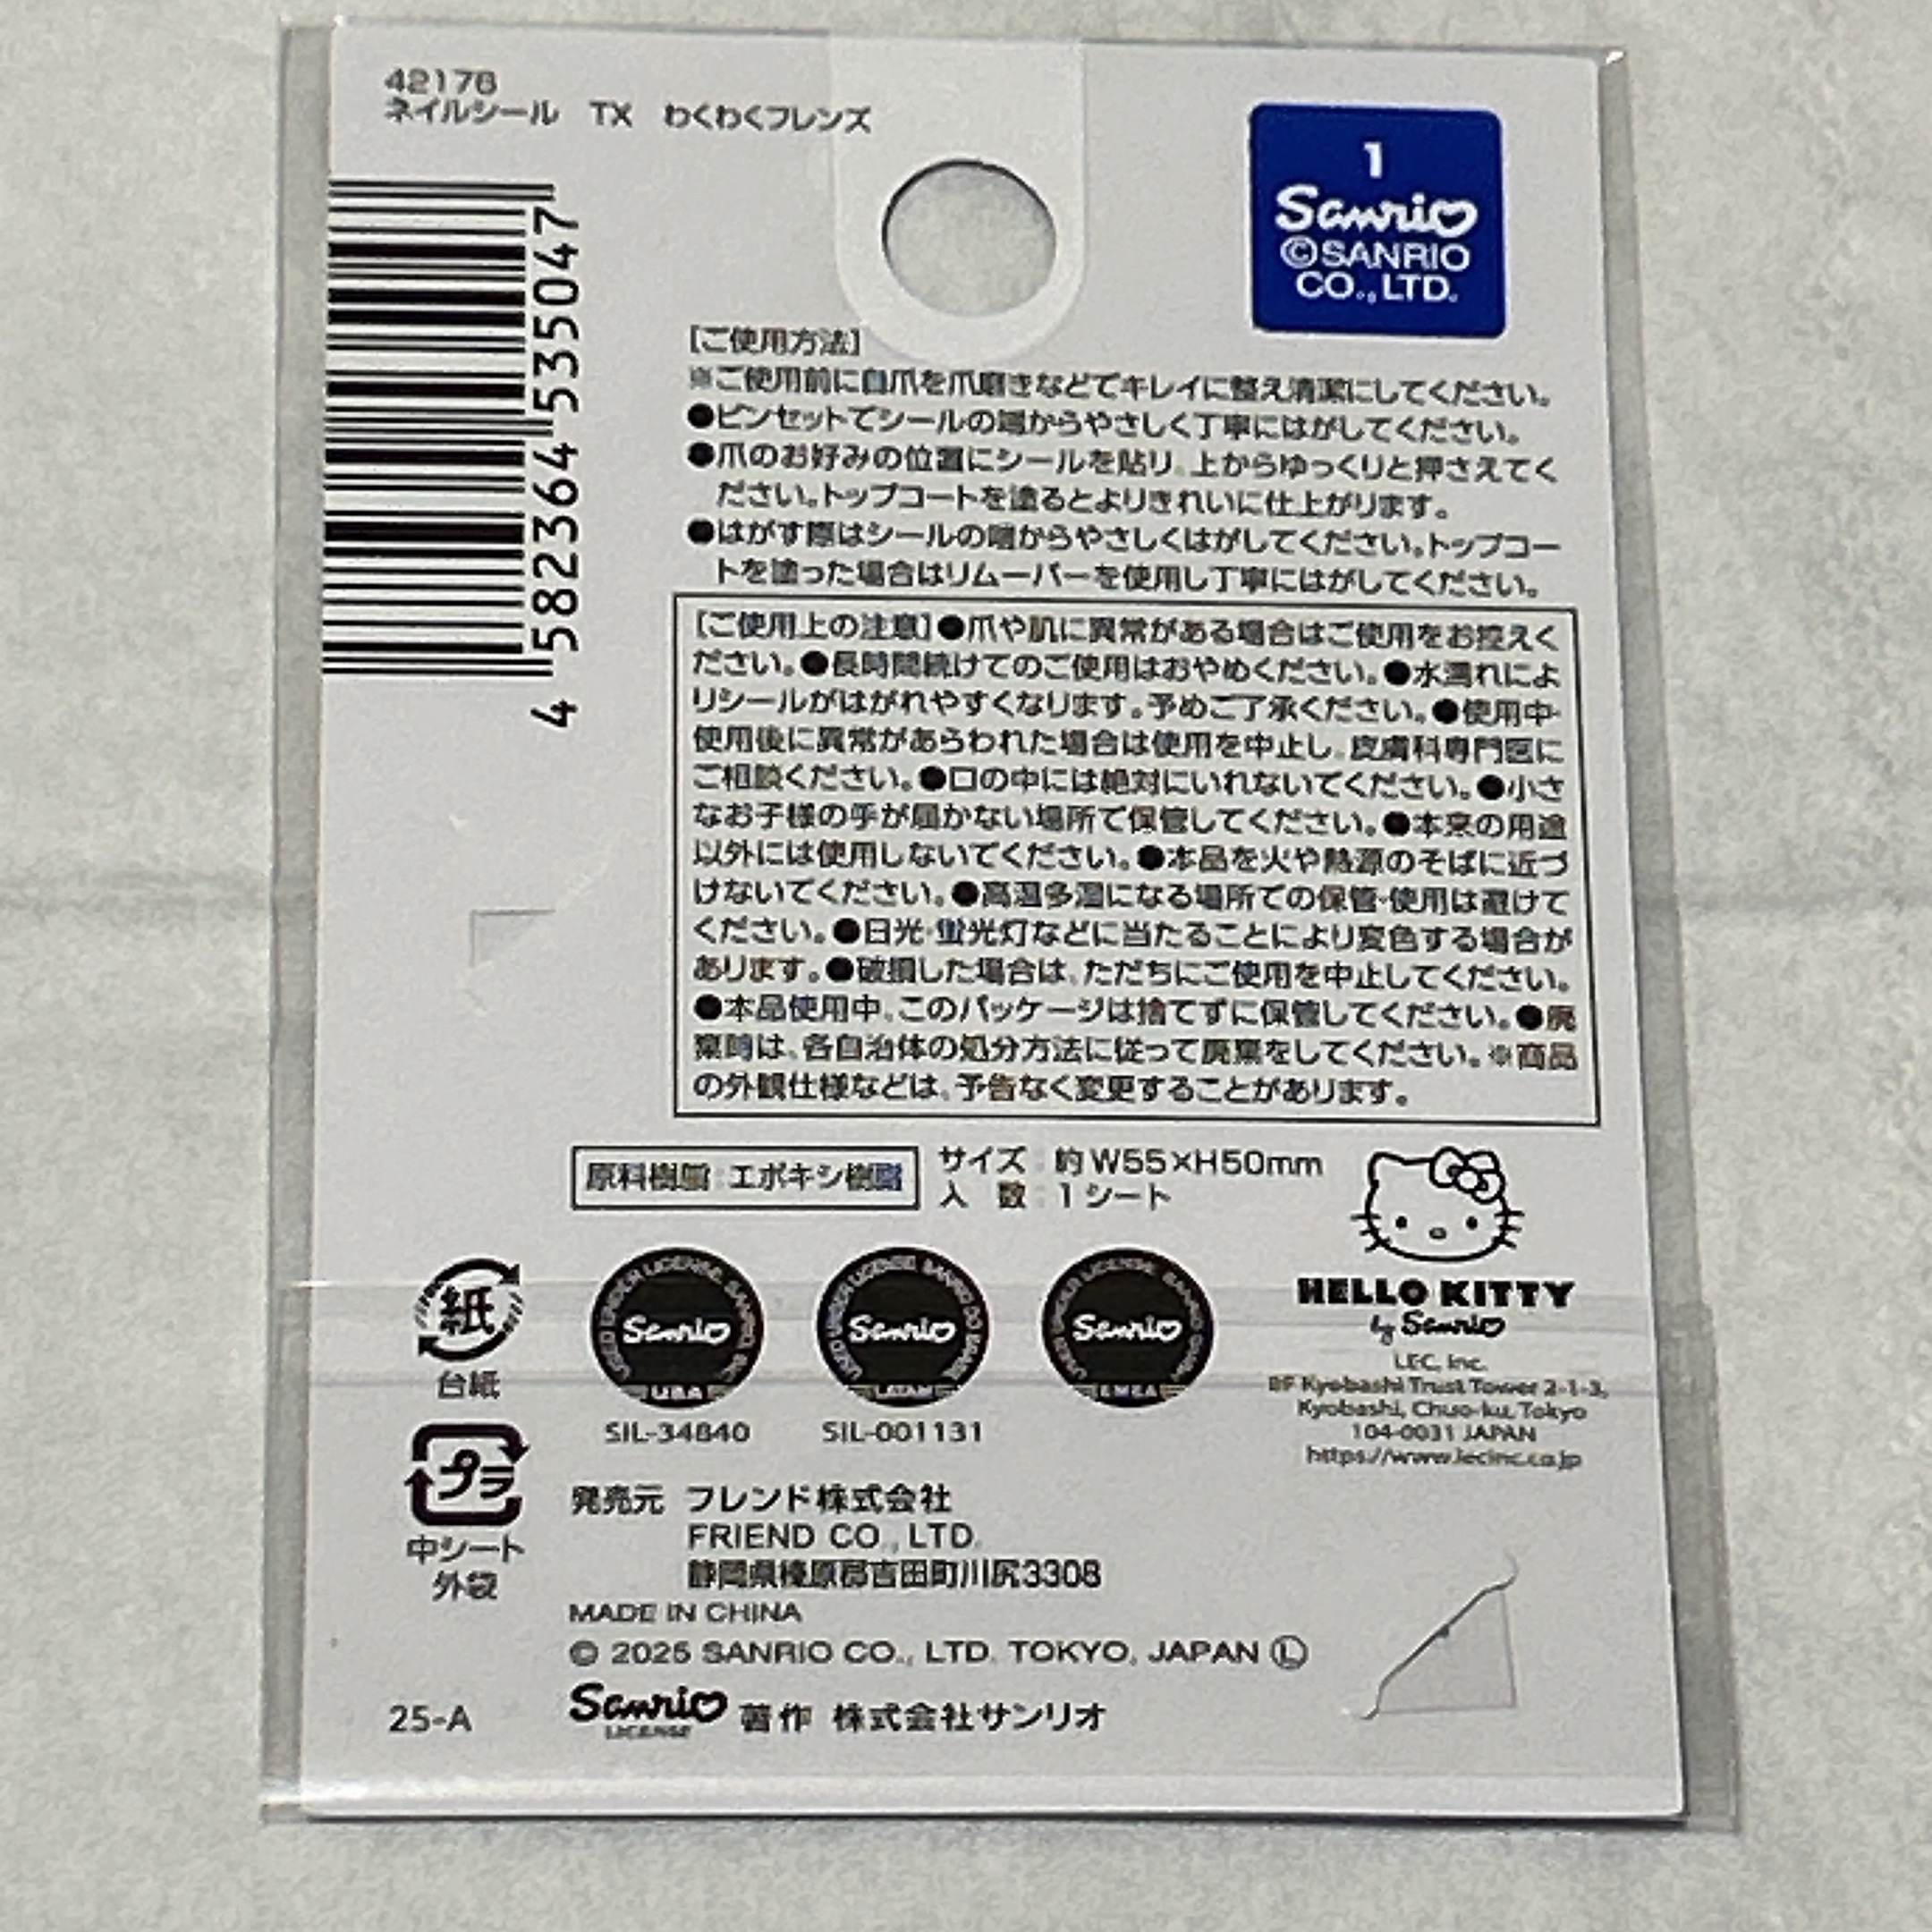 42178
ネイルシール TX わくわくフレンズ
4 582364 535047
1
Sanrio
©SANRIO
CO., LTD.
[ご使用方法]
※ご使用前に自爪を爪磨きなどでキレイに整え清潔にしてください。
●ピンセットでシールの端からやさしく丁寧にはがしてください。
●爪のお好みの位置にシールを貼り、上からゆっくりと押さえてく
ださい。トップコートを塗るとよりきれいに仕上がります。
●はがす際はシールの端からやさしくはがしてください。トップコー
トを塗った場合はリムーバーを使用し丁寧にはがしてください。
[ご使用上の注意]●爪や肌に異常がある場合はご使用をお控えく
ださい。●長時間続けてのご使用はおやめください。●水濡れによ
りシールがはがれやすくなります。予めご了承ください。●使用中・
使用後に異常があらわれた場合は使用を中止し、皮膚科専門医に
ご相談ください。●口の中には絶対にいれないでください。●小さ
なお子様の手が届かない場所で保管してください。●本来の用途
以外には使用しないでください。●本品を火や熱源のそばに近づ
けないでください。●高温多湿になる場所での保管・使用は避けて
ください。●日光・蛍光灯などに当たることにより変色する場合が
あります。●破損した場合は、ただちにご使用を中止してください。
●本品使用中、このパッケージは捨てずに保管してください。●廃
棄時は、各自治体の処分方法に従って廃棄をしてください。※商品
の外観仕様などは、予告なく変更することがあります。
原料樹脂：エポキシ樹脂
サイズ：約W55×H50mm
入 数：1シート
紙
台紙
プラ
中シート
外袋
USED UNDER LICENSE. SANRIO, INC.
Sanrio
U.S.A.
SIL-34840
USED UNDER LICENSE
Sanrio
SIL-001131
UNDER LICENSE
Sanrio
EMEA
HELLO KITTY
by Sanrio
LEC, Inc.
8F Kyobashi Trust Tower 2-1-3,
Kyobashi, Chuo-ku, Tokyo
104-0031 JAPAN
https://www.lecinc.co.jp
発売元 フレンド株式会社
FRIEND CO., LTD.
静岡県榛原郡吉田町川尻3308
MADE IN CHINA
© 2025 SANRIO CO., LTD. TOKYO, JAPAN Ⓛ
25-A
Sanrio
LICENSE
著作 株式会社サンリオ